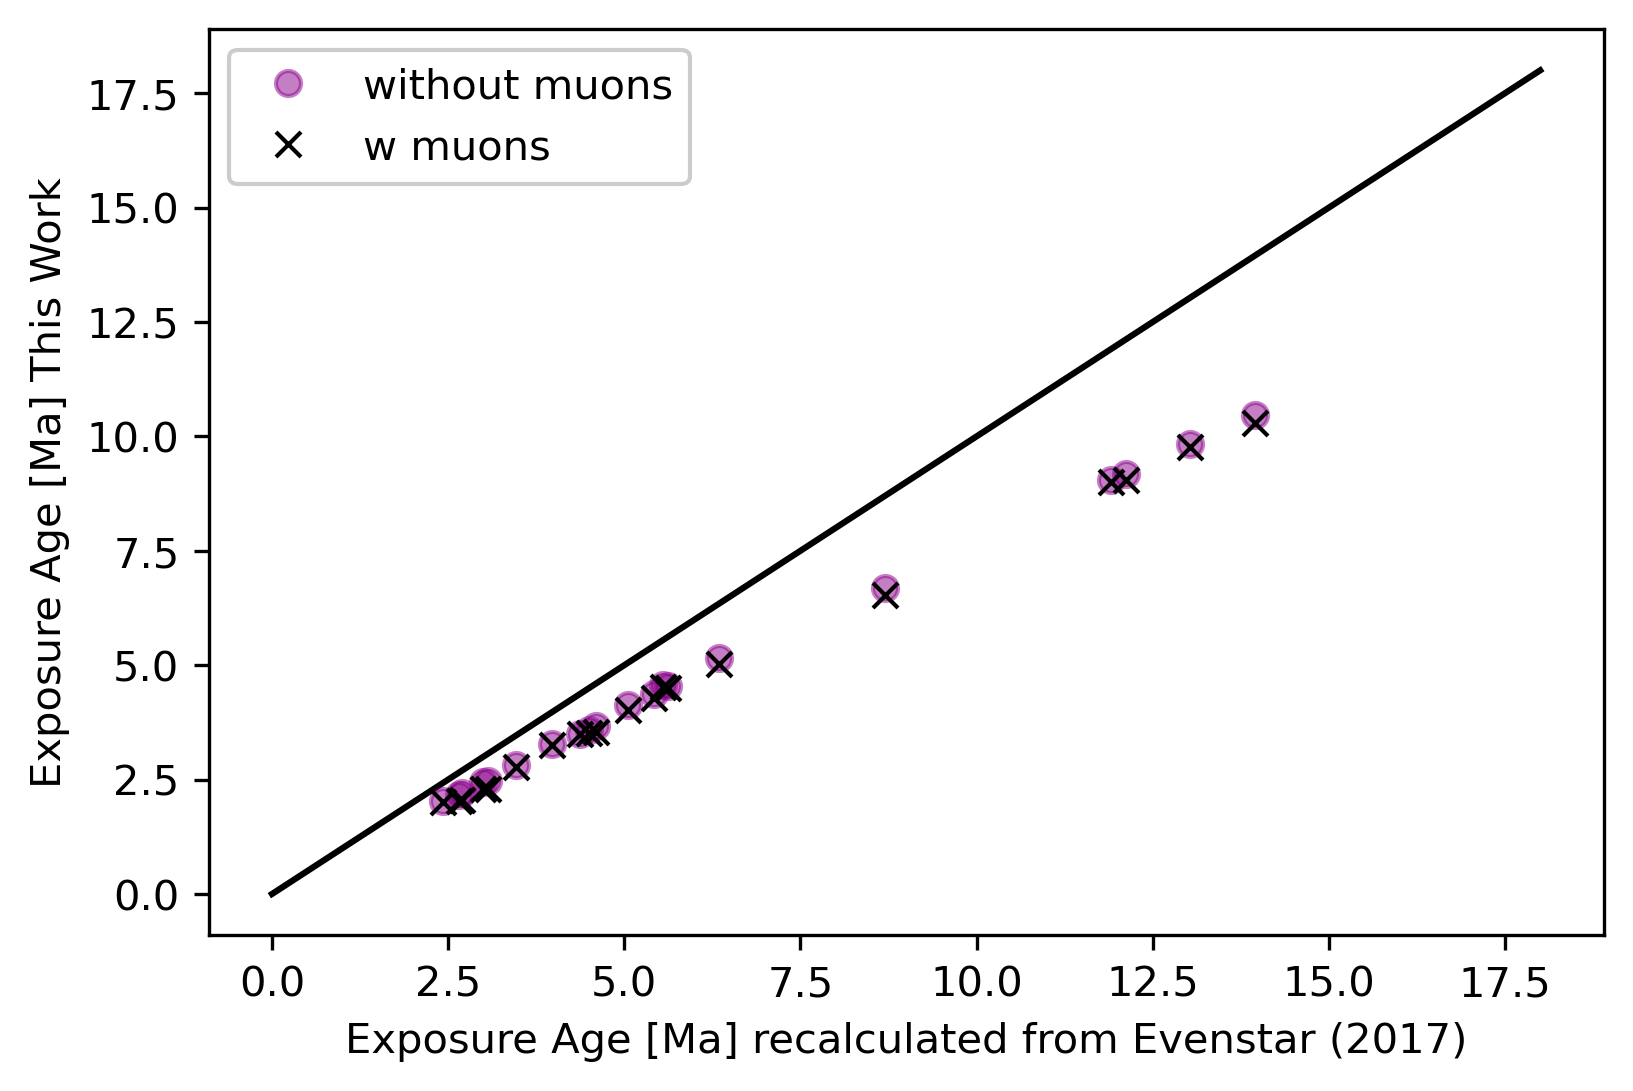 without muons
w muons
Exposure Age [Ma] This Work
17.5
15.0
12.5
10.0
7.5
5.0
2.5
0.0
0.0 2.5 5.0 7.5 10.0 12.5 15.0 17.5
Exposure Age [Ma] recalculated from Evenstar (2017)